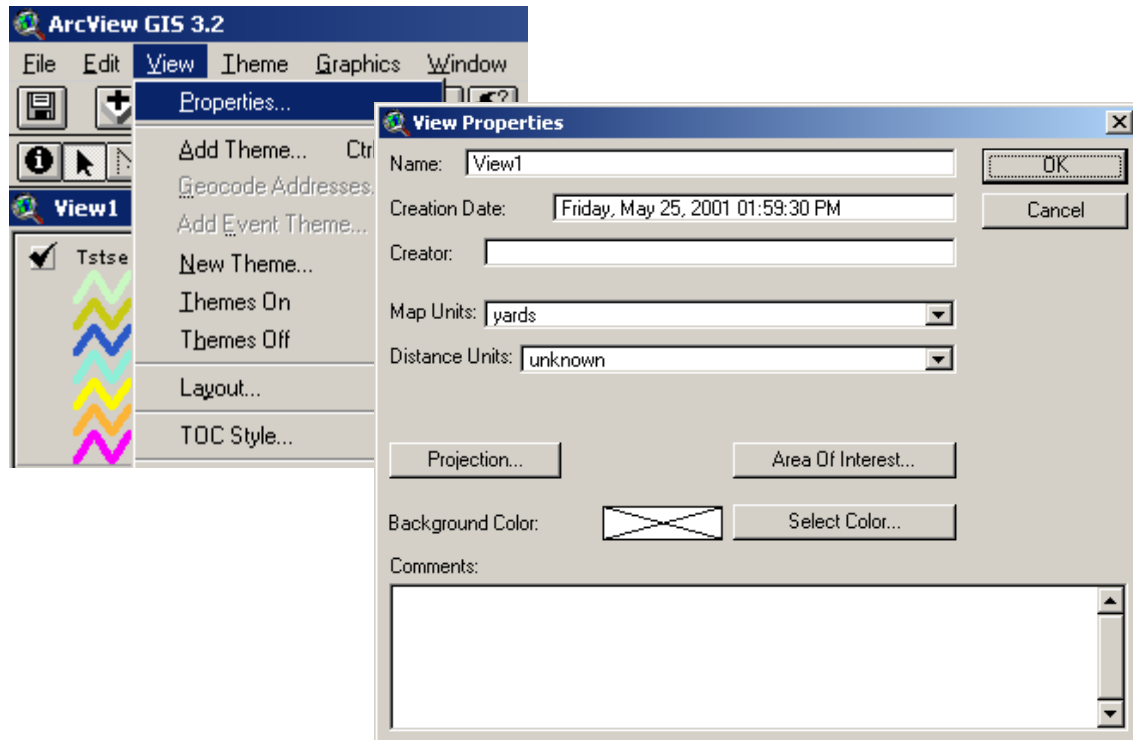 ArcView GIS 3.2
File Edit View Theme Graphics Window
Properties...
Add Theme... Ctrl
Geocode Addresses.
Add Event Theme...
New Theme...
Themes On
Themes Off
Layout...
TOC Style...
View1
Tstse
View Properties
Name: View1
OK
Creation Date: Friday, May 25, 2001 01:59:30 PM
Cancel
Creator:
Map Units: yards
Distance Units: unknown
Projection... Area Of Interest...
Background Color: Select Color...
Comments: